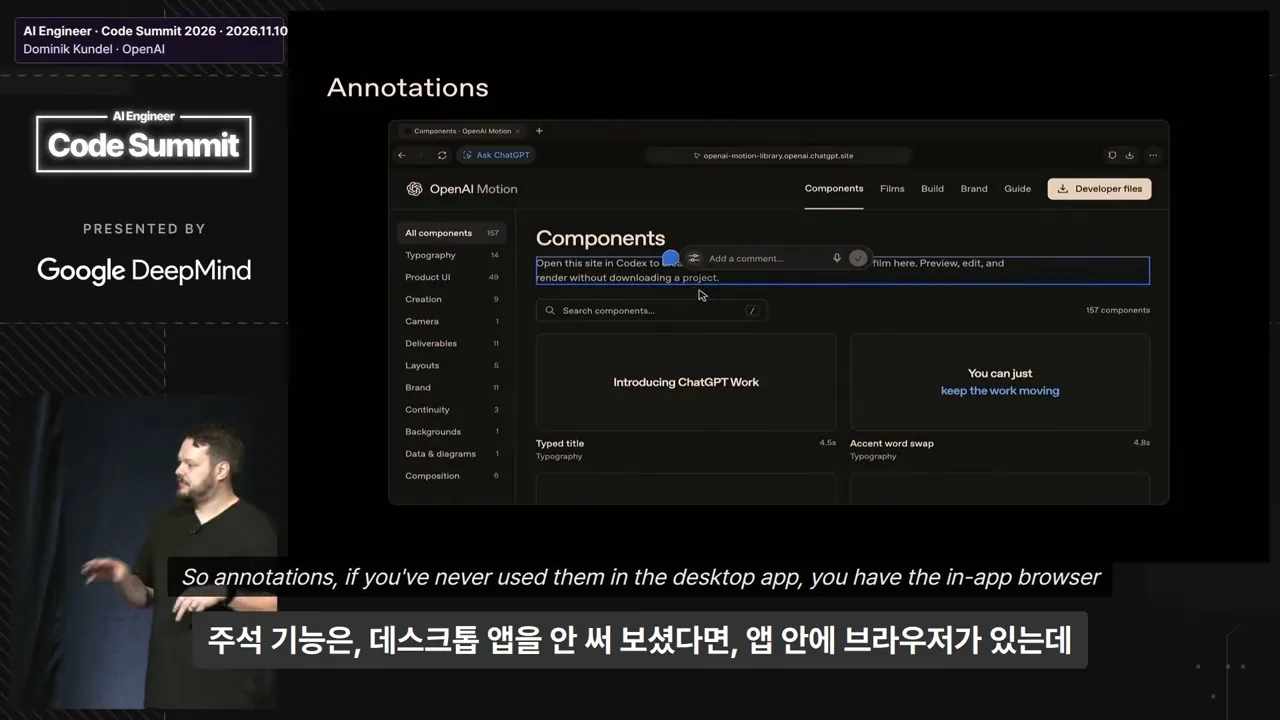 AI Engineer · Code Summit 2026 · 2026.11.10
Dominik Kundel · OpenAI
AI Engineer
Code Summit
PRESENTED BY
Google DeepMind
Annotations
Components · OpenAI Motion
Ask ChatGPT
openai-motion-library.openai.chatgpt.site
OpenAI Motion
Components
Films
Build
Brand
Guide
Developer files
All components 157
Typography 14
Product UI 49
Creation 9
Camera 1
Deliverables 11
Layouts 5
Brand 11
Continuity 3
Backgrounds 1
Data & diagrams 1
Composition 6
Components
Open this site in Codex to film here. Preview, edit, and
render without downloading a project.
Add a comment...
Search components... /
157 components
Introducing ChatGPT Work
Typed title 4.5s
Typography
You can just
keep the work moving
Accent word swap 4.8s
Typography
So annotations, if you've never used them in the desktop app, you have the in-app browser
주석 기능은, 데스크톱 앱을 안 써 보셨다면, 앱 안에 브라우저가 있는데